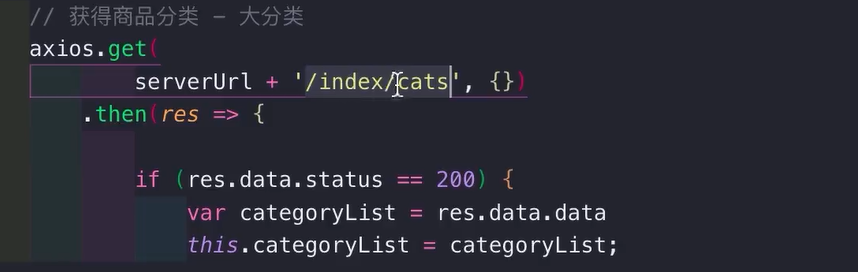 // 获得商品分类 - 大分类
axios.get(
serverUrl + '/index/cats', {})
.then(res => {
if (res.data.status == 200) {
var categoryList = res.data.data
this.categoryList = categoryList;